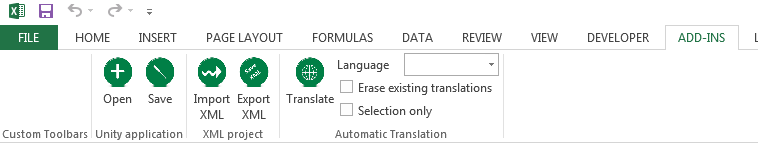 FILE HOME INSERT PAGE LAYOUT FORMULAS DATA REVIEW VIEW DEVELOPER ADD-INS
Language
Open Save Import XML Export XML Translate
Erase existing translations
Selection only
Custom Toolbars Unity application XML project Automatic Translation